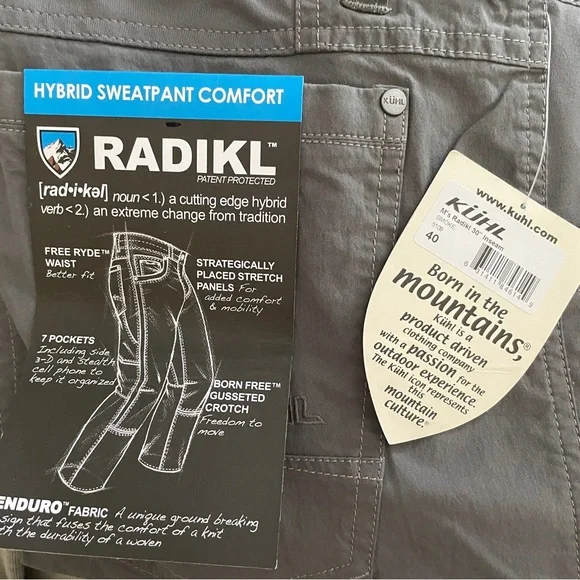 HYBRID SWEATPANT COMFORT
RADIKL™
PATENT PROTECTED
[rad•i•kəl] noun < 1.) a cutting edge hybrid
verb < 2.) an extreme change from tradition
FREE RYDE™
WAIST
Better fit
STRATEGICALLY
PLACED STRETCH
PANELS For
added comfort
& mobility
7 POCKETS
Including side
3-D and stealth
cell phone to
keep it organized
BORN FREE™
GUSSETED
CROTCH
Freedom to
move
ENDURO™ FABRIC A unique ground breaking
sign that fuses the comfort of a knit
th the durability of a woven
KÜHL
www.kuhl.com
KÜHL
M's Radikl 30" Inseam
SMOKE
40
Born in the
mountains,®
Kühl is a
product driven
clothing company
with a passion for the
outdoor experience.
The Kühl Icon represents
this
mountain
culture.®
HL